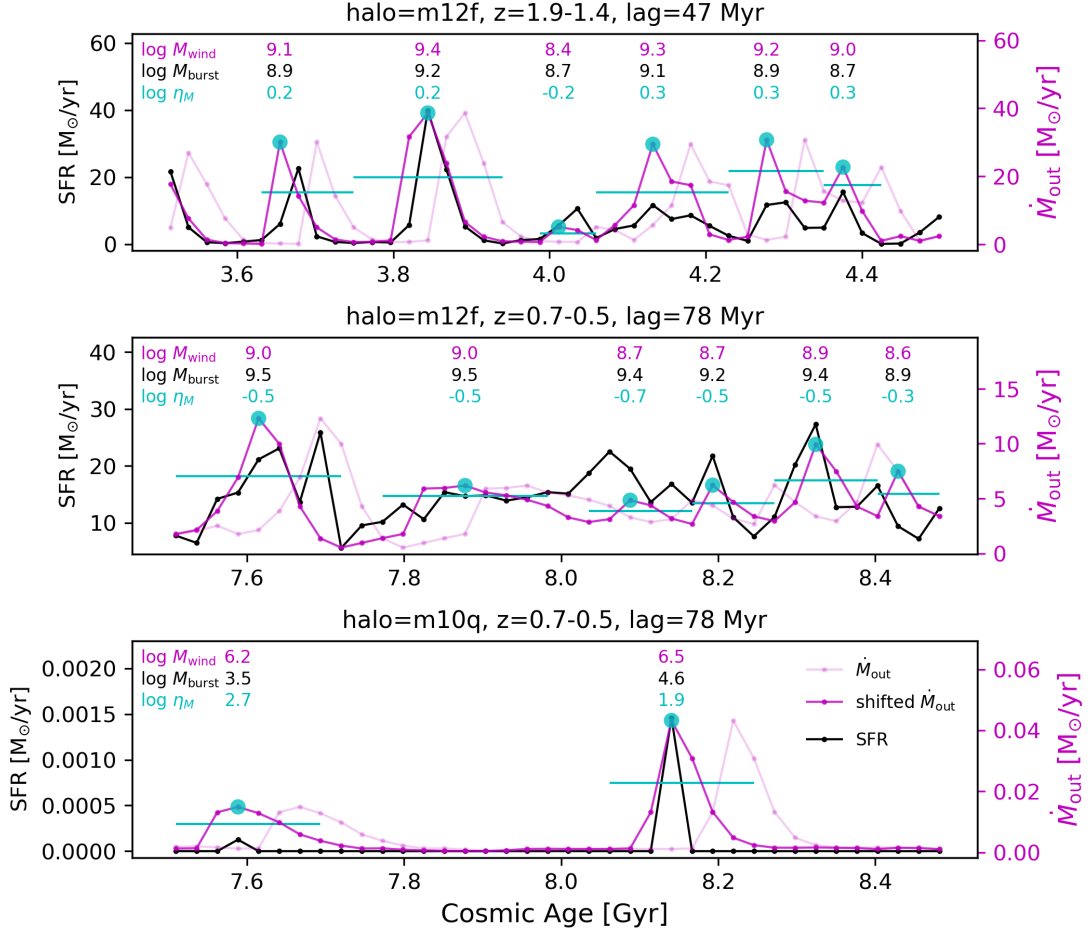 halo=m12f, z=1.9-1.4, lag=47 Myr
log M_wind 9.1 9.4 8.4 9.3 9.2 9.0
log M_burst 8.9 9.2 8.7 9.1 8.9 8.7
log η_M 0.2 0.2 -0.2 0.3 0.3 0.3
SFR [M⊙/yr]
60
40
20
0
Ṁ_out [M⊙/yr]
60
40
20
0
3.6 3.8 4.0 4.2 4.4
halo=m12f, z=0.7-0.5, lag=78 Myr
log M_wind 9.0 9.0 8.7 8.7 8.9 8.6
log M_burst 9.5 9.5 9.4 9.2 9.4 8.9
log η_M -0.5 -0.5 -0.7 -0.5 -0.5 -0.3
SFR [M⊙/yr]
40
30
20
10
Ṁ_out [M⊙/yr]
15
10
5
0
7.6 7.8 8.0 8.2 8.4
halo=m10q, z=0.7-0.5, lag=78 Myr
log M_wind 6.2 6.5
log M_burst 3.5 4.6
log η_M 2.7 1.9
Ṁ_out
shifted Ṁ_out
SFR
SFR [M⊙/yr]
0.0020
0.0015
0.0010
0.0005
0.0000
Ṁ_out [M⊙/yr]
0.06
0.04
0.02
0.00
7.6 7.8 8.0 8.2 8.4
Cosmic Age [Gyr]